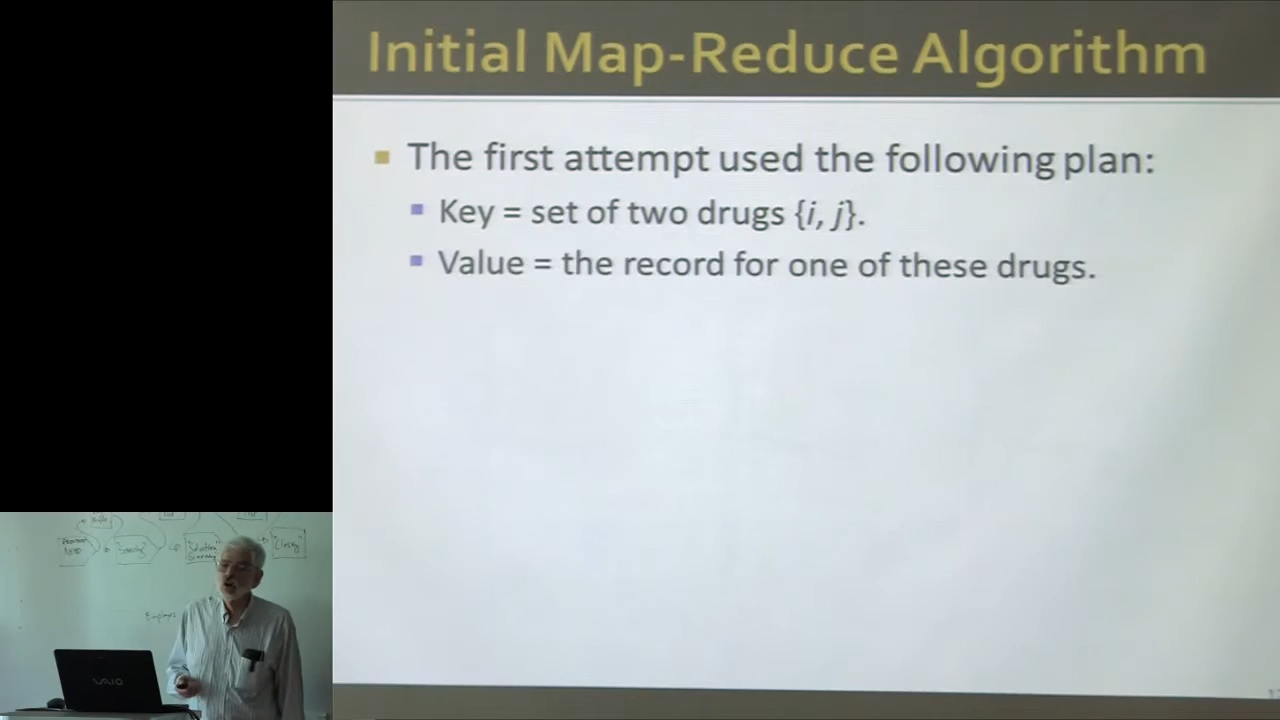 Initial Map-Reduce Algorithm
The first attempt used the following plan:
Key = set of two drugs {i, j}.
Value = the record for one of these drugs.
"Closing"
VAIO